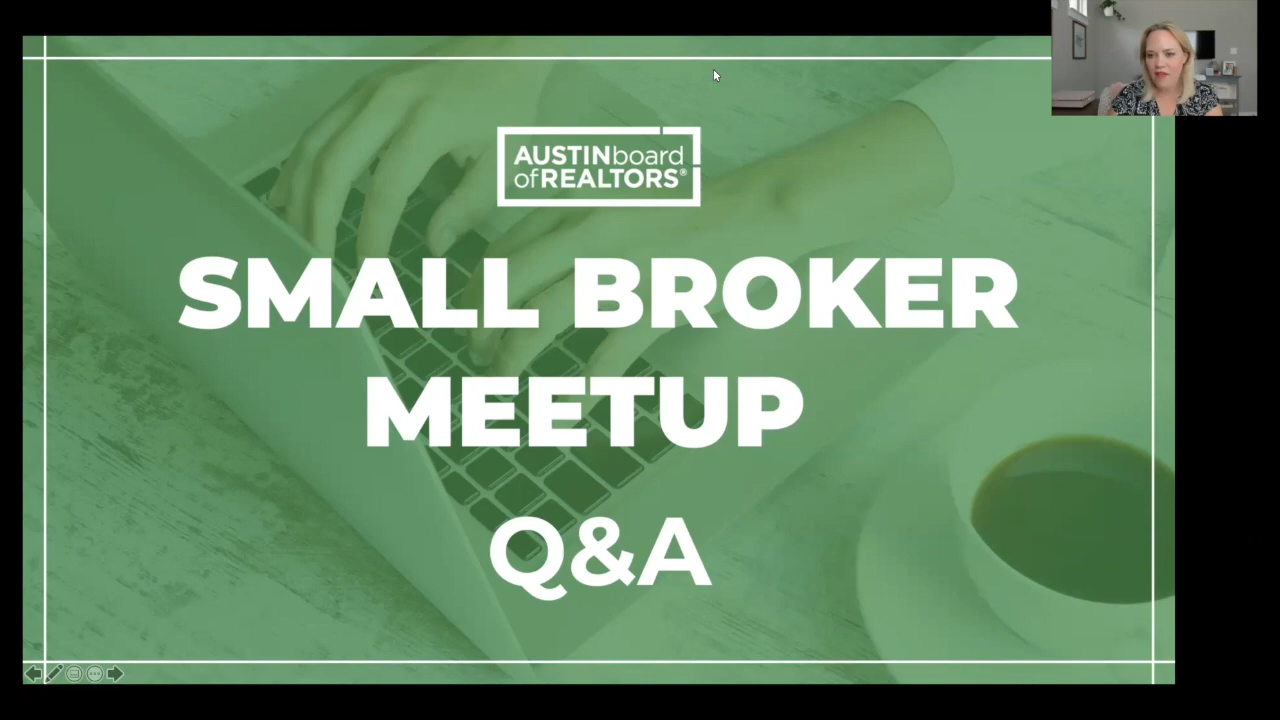 AUSTINboard
ofREALTORS®
SMALL BROKER
MEETUP
Q&A